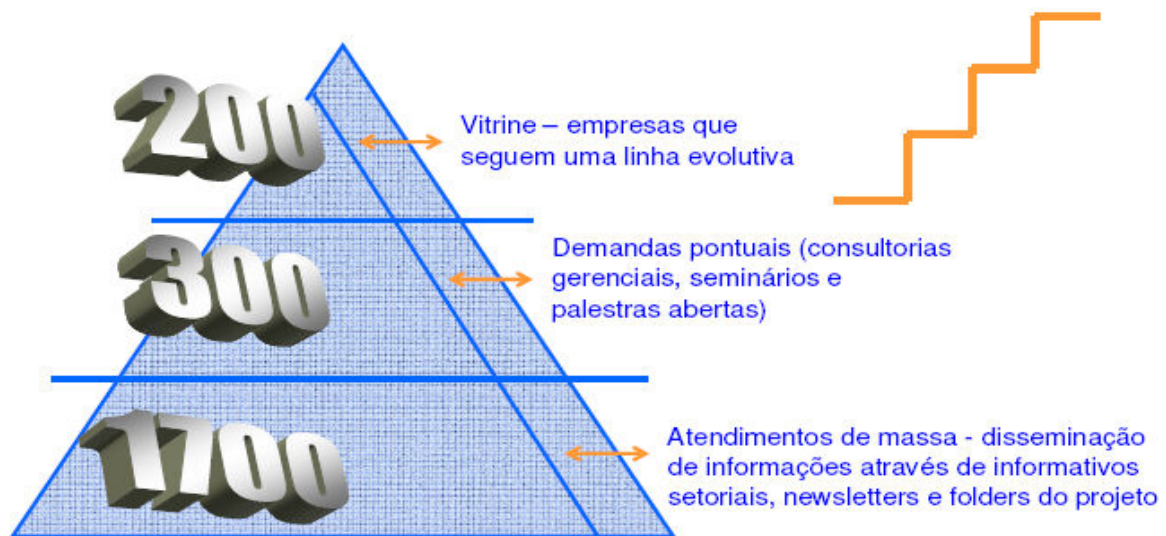 200
Vitrine – empresas que
seguem uma linha evolutiva
300
Demandas pontuais (consultorias
gerenciais, seminários e
palestras abertas)
1700
Atendimentos de massa - disseminação
de informações através de informativos
setoriais, newsletters e folders do projeto